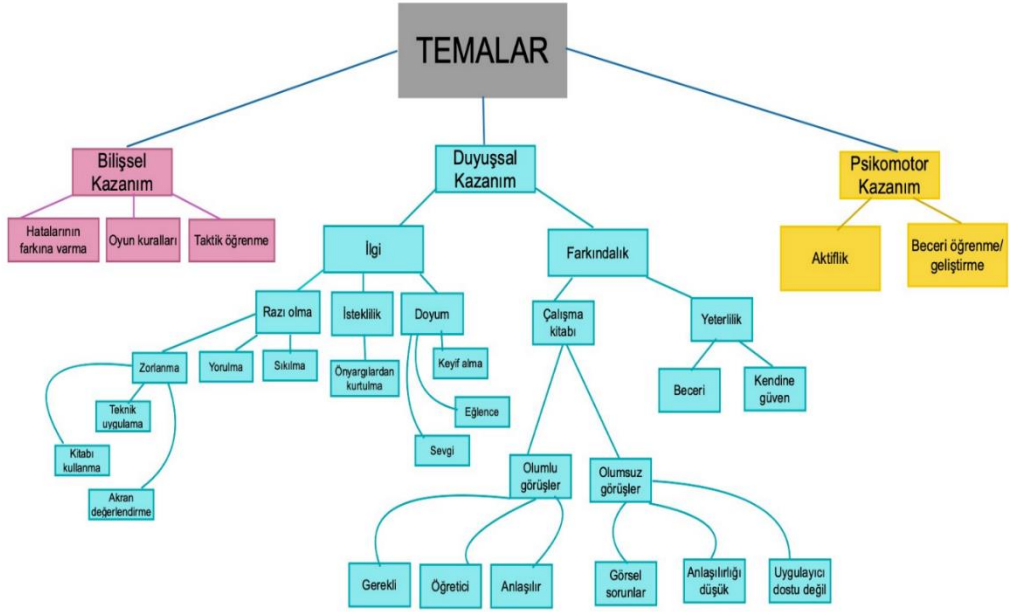 TEMALAR
Bilişsel
Kazanım
Duyuşsal
Kazanım
Psikomotor
Kazanım
Hatalarının
farkına varma
Oyun kuralları
Taktik öğrenme
İlgi
Farkındalık
Aktiflik
Beceri öğrenme/
geliştirme
Razı olma
İsteklilik
Doyum
Çalışma
kitabı
Yeterlilik
Zorlanma
Yorulma
Sıkılma
Önyargılardan
kurtulma
Keyif alma
Beceri
Kendine
güven
Teknik
uygulama
Eğlence
Kitabı
kullanma
Sevgi
Akran
değerlendirme
Olumlu
görüşler
Olumsuz
görüşler
Gerekli
Öğretici
Anlaşılır
Görsel
sorunlar
Anlaşılırlığı
düşük
Uygulayıcı
dostu değil